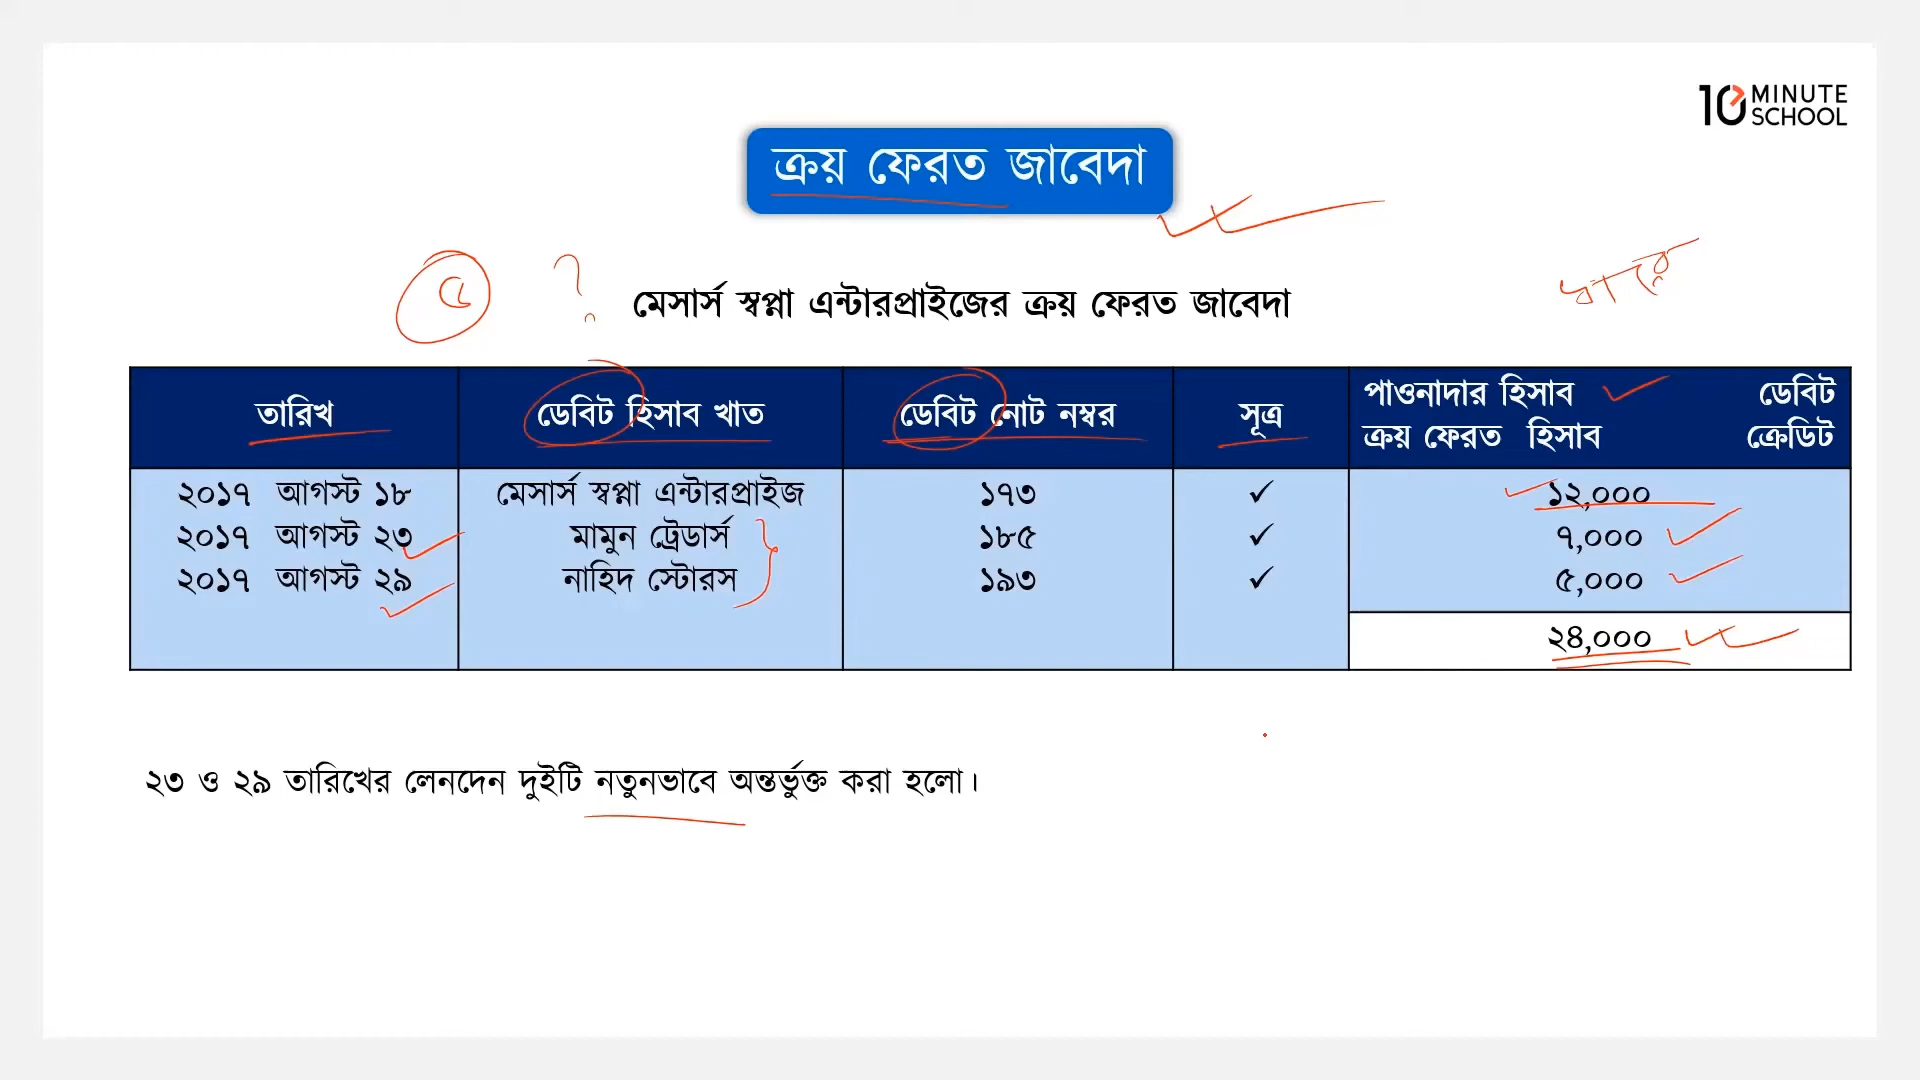 10 MINUTE SCHOOL
ক্রয় ফেরত জাবেদা
৫ ?
ধারে
মেসার্স স্বপ্না এন্টারপ্রাইজের ক্রয় ফেরত জাবেদা
তারিখ ডেবিট হিসাব খাত ডেবিট নোট নম্বর সূত্র পাওনাদার হিসাব ডেবিট
ক্রয় ফেরত হিসাব ক্রেডিট
২০১৭ আগস্ট ১৮ মেসার্স স্বপ্না এন্টারপ্রাইজ ১৭৩ ✓ ১২,০০০
২০১৭ আগস্ট ২৩ মামুন ট্রেডার্স ১৮৫ ✓ ৭,০০০
২০১৭ আগস্ট ২৯ নাহিদ স্টোরস ১৯৩ ✓ ৫,০০০
২৪,০০০
২৩ ও ২৯ তারিখের লেনদেন দুইটি নতুনভাবে অন্তর্ভুক্ত করা হলো।